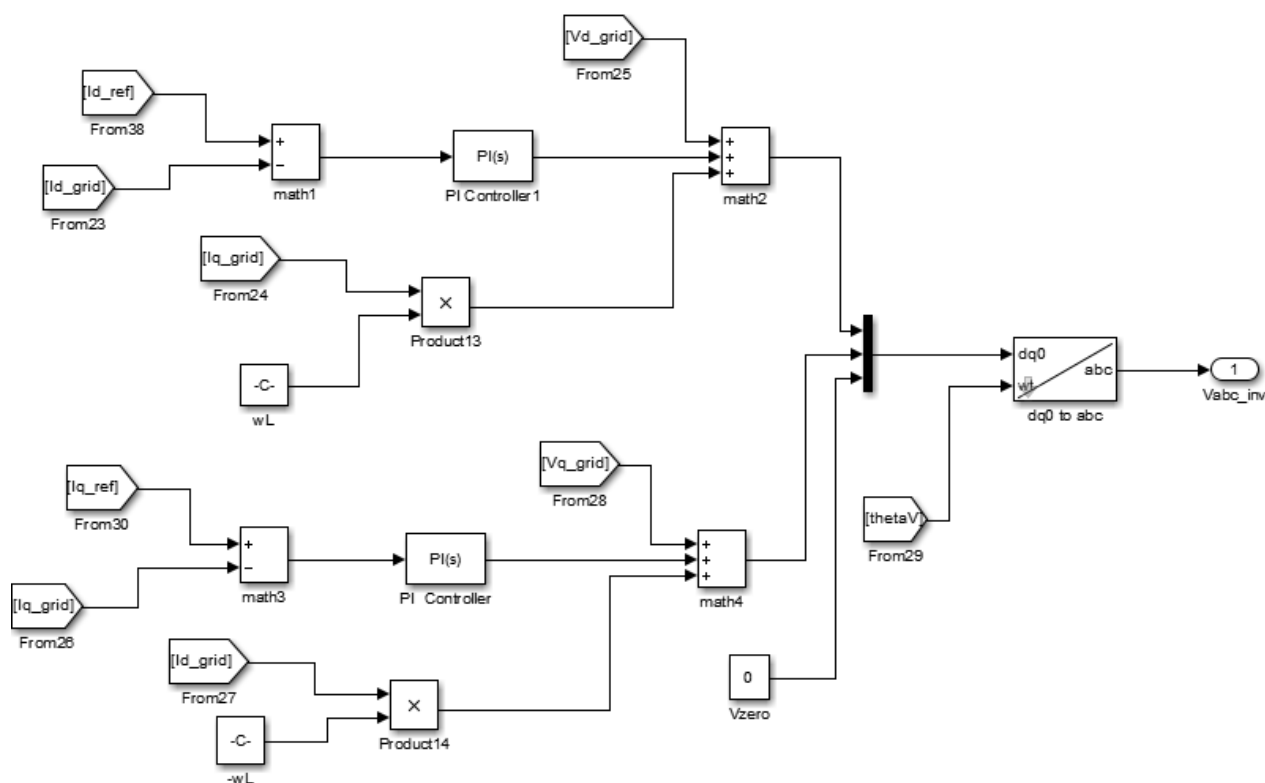 [Vd_grid]
From25
[Id_ref]
From38
+
−
math1
[Id_grid]
From23
PI(s)
PI Controller1
+
+
+
math2
[Iq_grid]
From24
×
Product13
-C-
wL
dq0
wt
abc
dq0 to abc
1
Vabc_inv
[Vq_grid]
From28
[Iq_ref]
From30
+
−
math3
[Iq_grid]
From26
PI(s)
PI Controller
+
+
+
math4
[thetaV]
From29
[Id_grid]
From27
×
Product14
-C-
-wL
0
Vzero